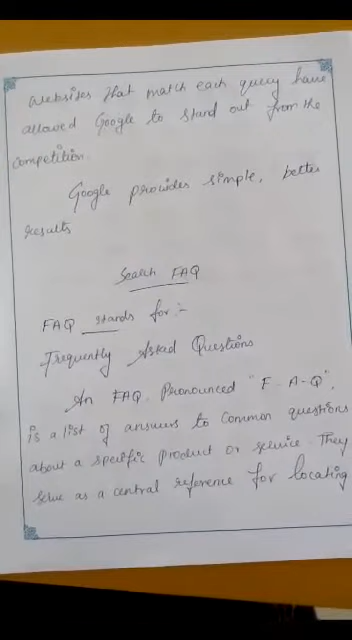 websites that match each query have
allowed Google to stand out from the
competition.
Google provides simple, better
results
Search FAQ
FAQ stands for :-
Frequently Asked Questions
An FAQ, Pronounced "F-A-Q",
is a list of answers to common questions
about a specific product or service. They
serve as a central reference for locating